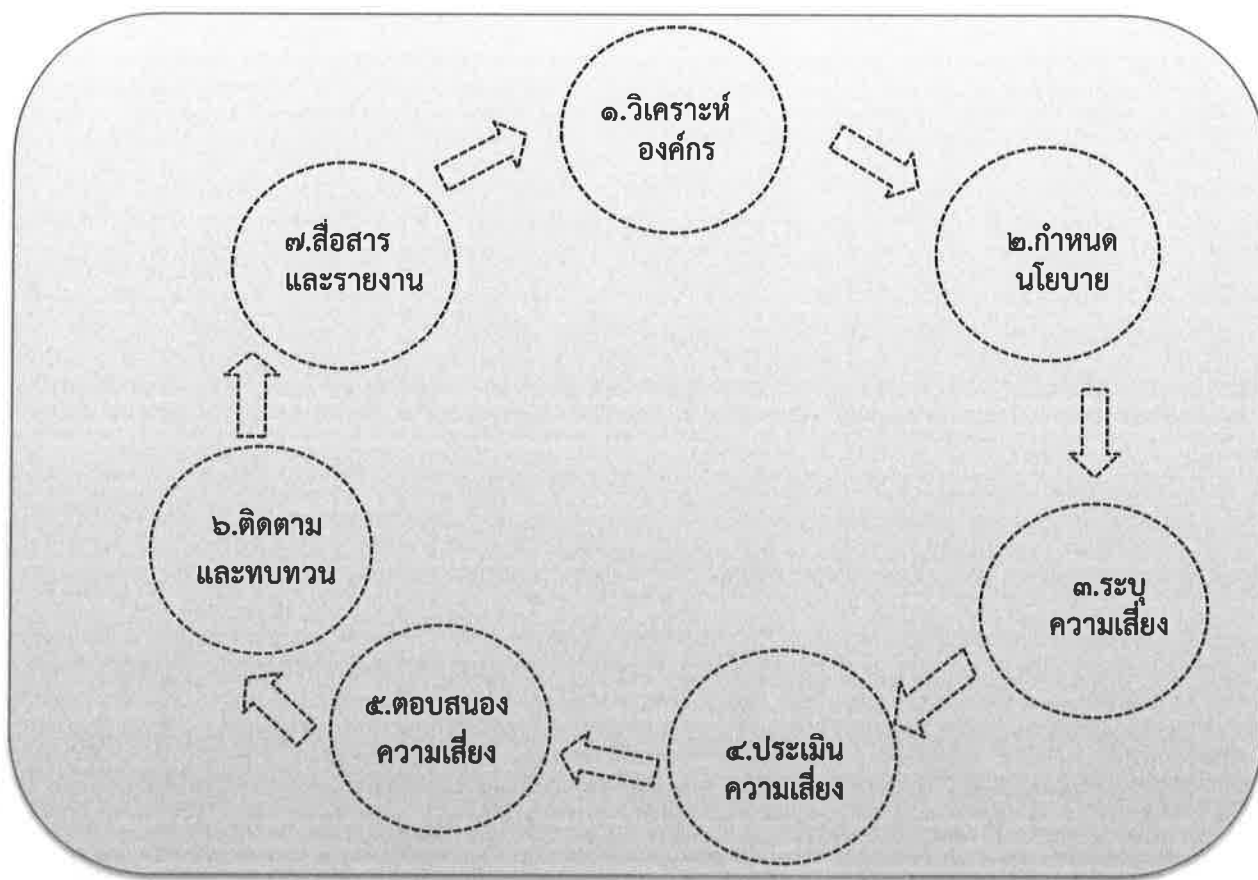 ๑.วิเคราะห์
องค์กร
๒.กำหนด
นโยบาย
๓.ระบุ
ความเสี่ยง
๔.ประเมิน
ความเสี่ยง
๕.ตอบสนอง
ความเสี่ยง
๖.ติดตาม
และทบทวน
๗.สื่อสาร
และรายงาน